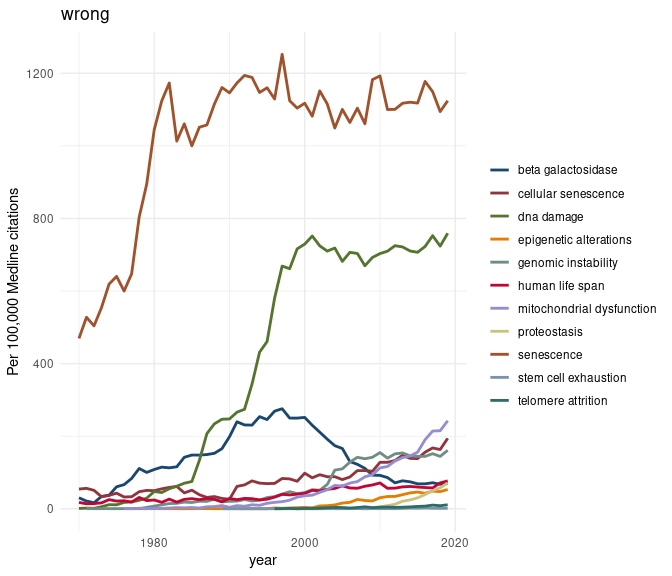 wrong
Per 100,000 Medline citations
1200
800
400
0
1980
2000
2020
year
beta galactosidase
cellular senescence
dna damage
epigenetic alterations
genomic instability
human life span
mitochondrial dysfunction
proteostasis
senescence
stem cell exhaustion
telomere attrition